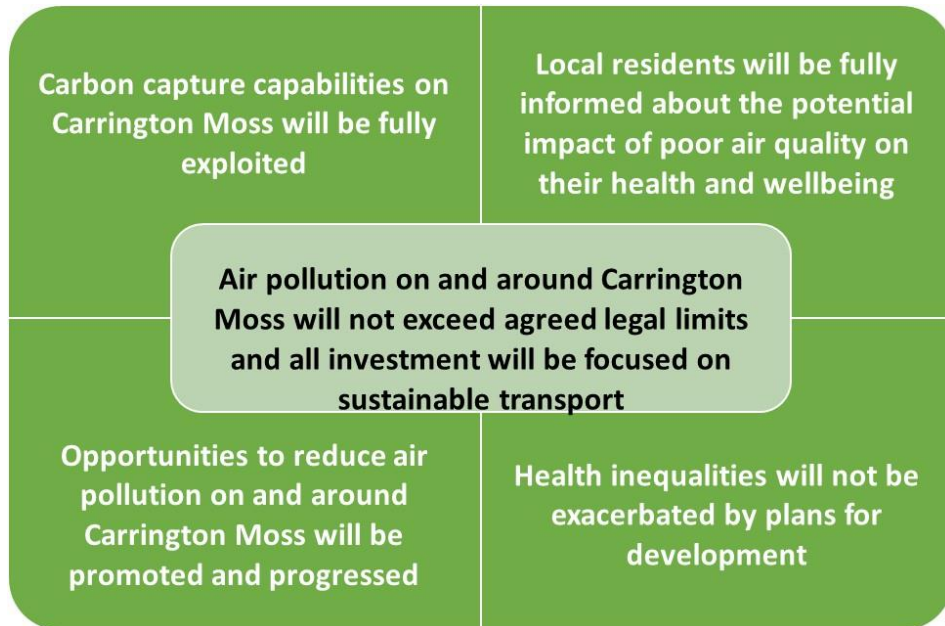 Carbon capture capabilities on
Carrington Moss will be fully
exploited
Local residents will be fully
informed about the potential
impact of poor air quality on
their health and wellbeing
Air pollution on and around Carrington
Moss will not exceed agreed legal limits
and all investment will be focused on
sustainable transport
Opportunities to reduce air
pollution on and around
Carrington Moss will be
promoted and progressed
Health inequalities will not be
exacerbated by plans for
development